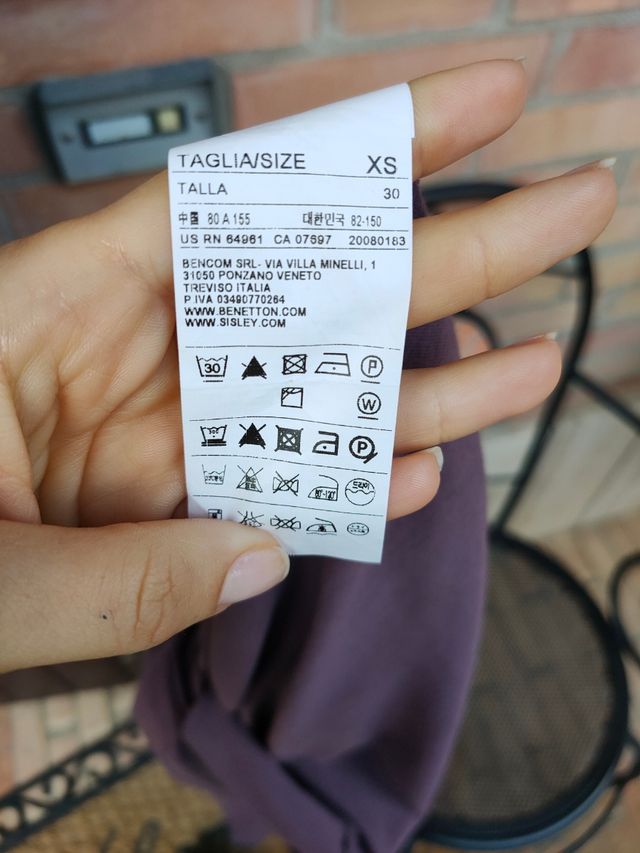 TAGLIA/SIZE XS
TALLA 30
中国 80 A 155 대한민국 82-150
US RN 64961 CA 07697 20080183
BENCOM SRL- VIA VILLA MINELLI, 1
31050 PONZANO VENETO
TREVISO ITALIA
P.IVA 03490770264
WWW.BENETTON.COM
WWW.SISLEY.COM
30 P
W
P